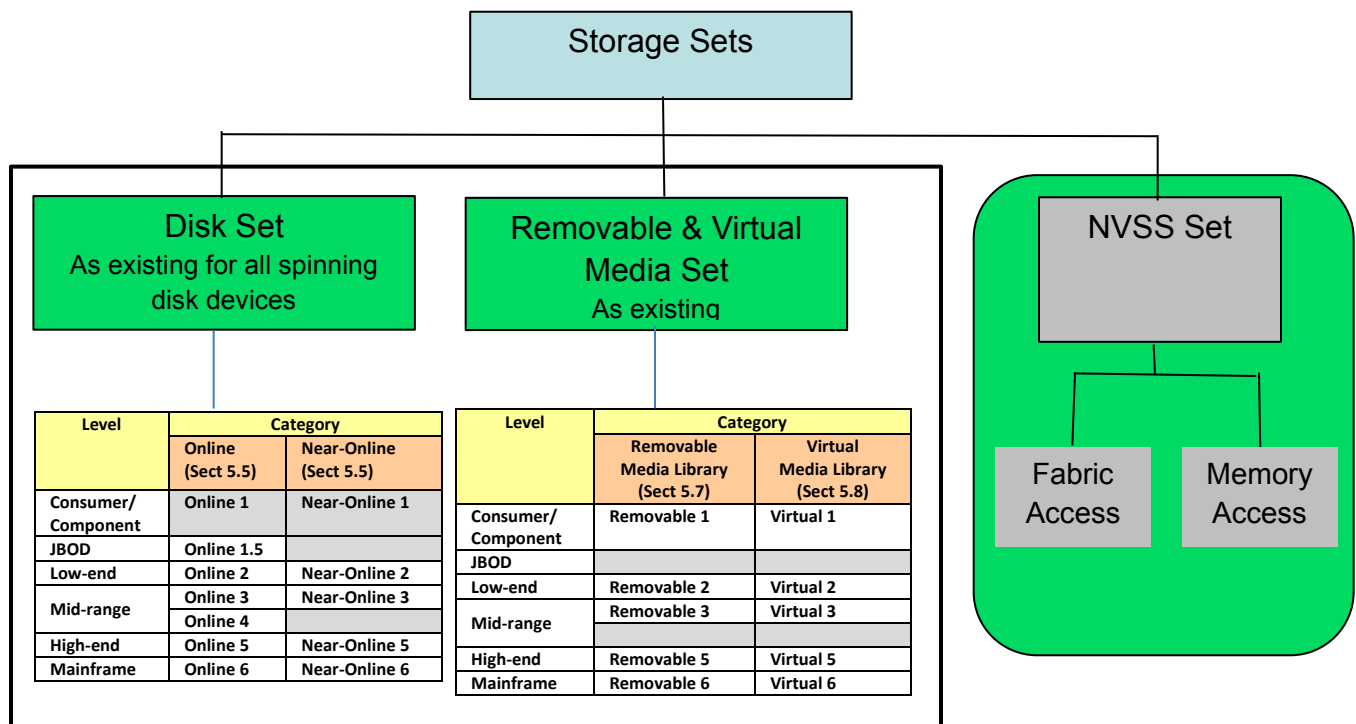 Storage Sets
Disk Set
As existing for all spinning
disk devices
Removable & Virtual
Media Set
As existing
NVSS Set
Fabric
Access
Memory
Access
Level Category
Online
(Sect 5.5)
Near-Online
(Sect 5.5)
Consumer/
Component
Online 1 Near-Online 1
JBOD Online 1.5
Low-end Online 2 Near-Online 2
Mid-range
Online 3 Near-Online 3
Online 4
High-end Online 5 Near-Online 5
Mainframe Online 6 Near-Online 6
Level Category
Removable
Media Library
(Sect 5.7)
Virtual
Media Library
(Sect 5.8)
Consumer/
Component
Removable 1 Virtual 1
JBOD
Low-end Removable 2 Virtual 2
Mid-range
Removable 3 Virtual 3
High-end Removable 5 Virtual 5
Mainframe Removable 6 Virtual 6